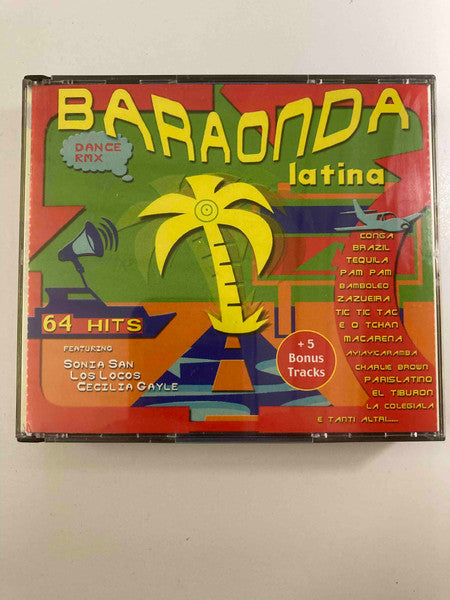 BARAONDA
latina
DANCE
RMX
CONGA
BRAZIL
TEQUILA
PAM PAM
BAMBOLEO
ZAZUEIRA
TIC TIC TAC
E O TCHAN
MACARENA
AYIAYICARAMBA
CHARLIE BROWN
PARISLATINO
EL TIBURON
LA COLEGIALA
E TANTI ALTRI.....
64 HITS
FEATURING
SONIA SAN
LOS LOCOS
CECILIA GAYLE
+ 5
Bonus
Tracks